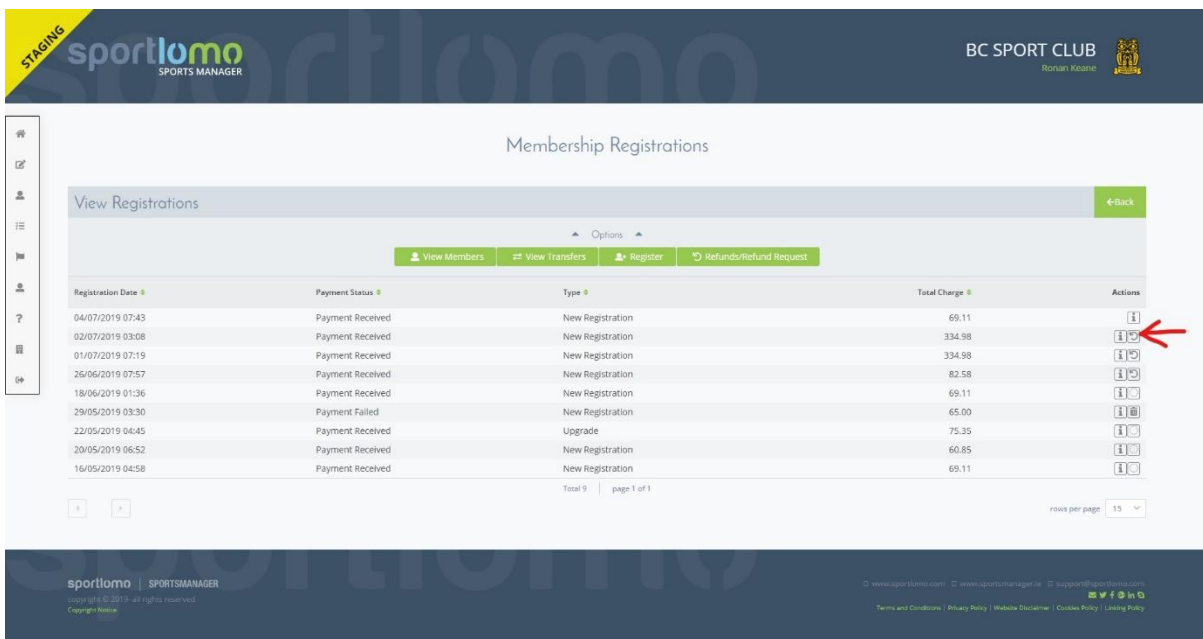 STAGING
sportlomo
SPORTS MANAGER
BC SPORT CLUB
Ronan Keane
Membership Registrations
View Registrations
Back
Options
View Members View Transfers Register Refunds/Refund Request
Registration Date Payment Status Type Total Charge Actions
04/07/2019 07:43 Payment Received New Registration 69.11
02/07/2019 03:08 Payment Received New Registration 334.98
01/07/2019 07:19 Payment Received New Registration 334.98
26/06/2019 07:57 Payment Received New Registration 82.58
18/06/2019 01:36 Payment Received New Registration 69.11
29/05/2019 03:30 Payment Failed New Registration 65.00
22/05/2019 04:45 Payment Received Upgrade 75.35
20/05/2019 06:52 Payment Received New Registration 60.85
16/05/2019 04:58 Payment Received New Registration 69.11
Total 9 | page 1 of 1
rows per page 15
sportlomo | SPORTSMANAGER
copyright © 2019- all rights reserved
Copyright Notice
www.sportlomo.com www.sportsmanager.ie support@sportlomo.com
Terms and Conditions | Privacy Policy | Website Disclaimer | Cookies Policy | Linking Policy